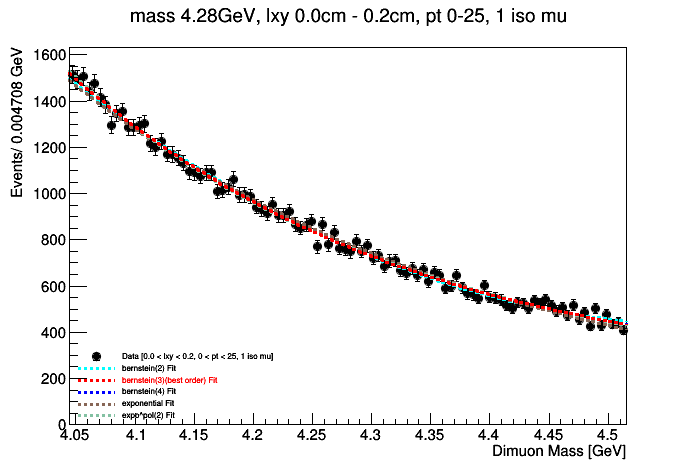 mass 4.28GeV, lxy 0.0cm - 0.2cm, pt 0-25, 1 iso mu
Events/ 0.004708 GeV
1600
1400
1200
1000
800
600
400
200
0
Data [0.0 < lxy < 0.2, 0 < pt < 25, 1 iso mu]
bernstein(2) Fit
bernstein(3)(best order) Fit
bernstein(4) Fit
exponential Fit
expp^pol(2) Fit
4.05 4.1 4.15 4.2 4.25 4.3 4.35 4.4 4.45 4.5
Dimuon Mass [GeV]